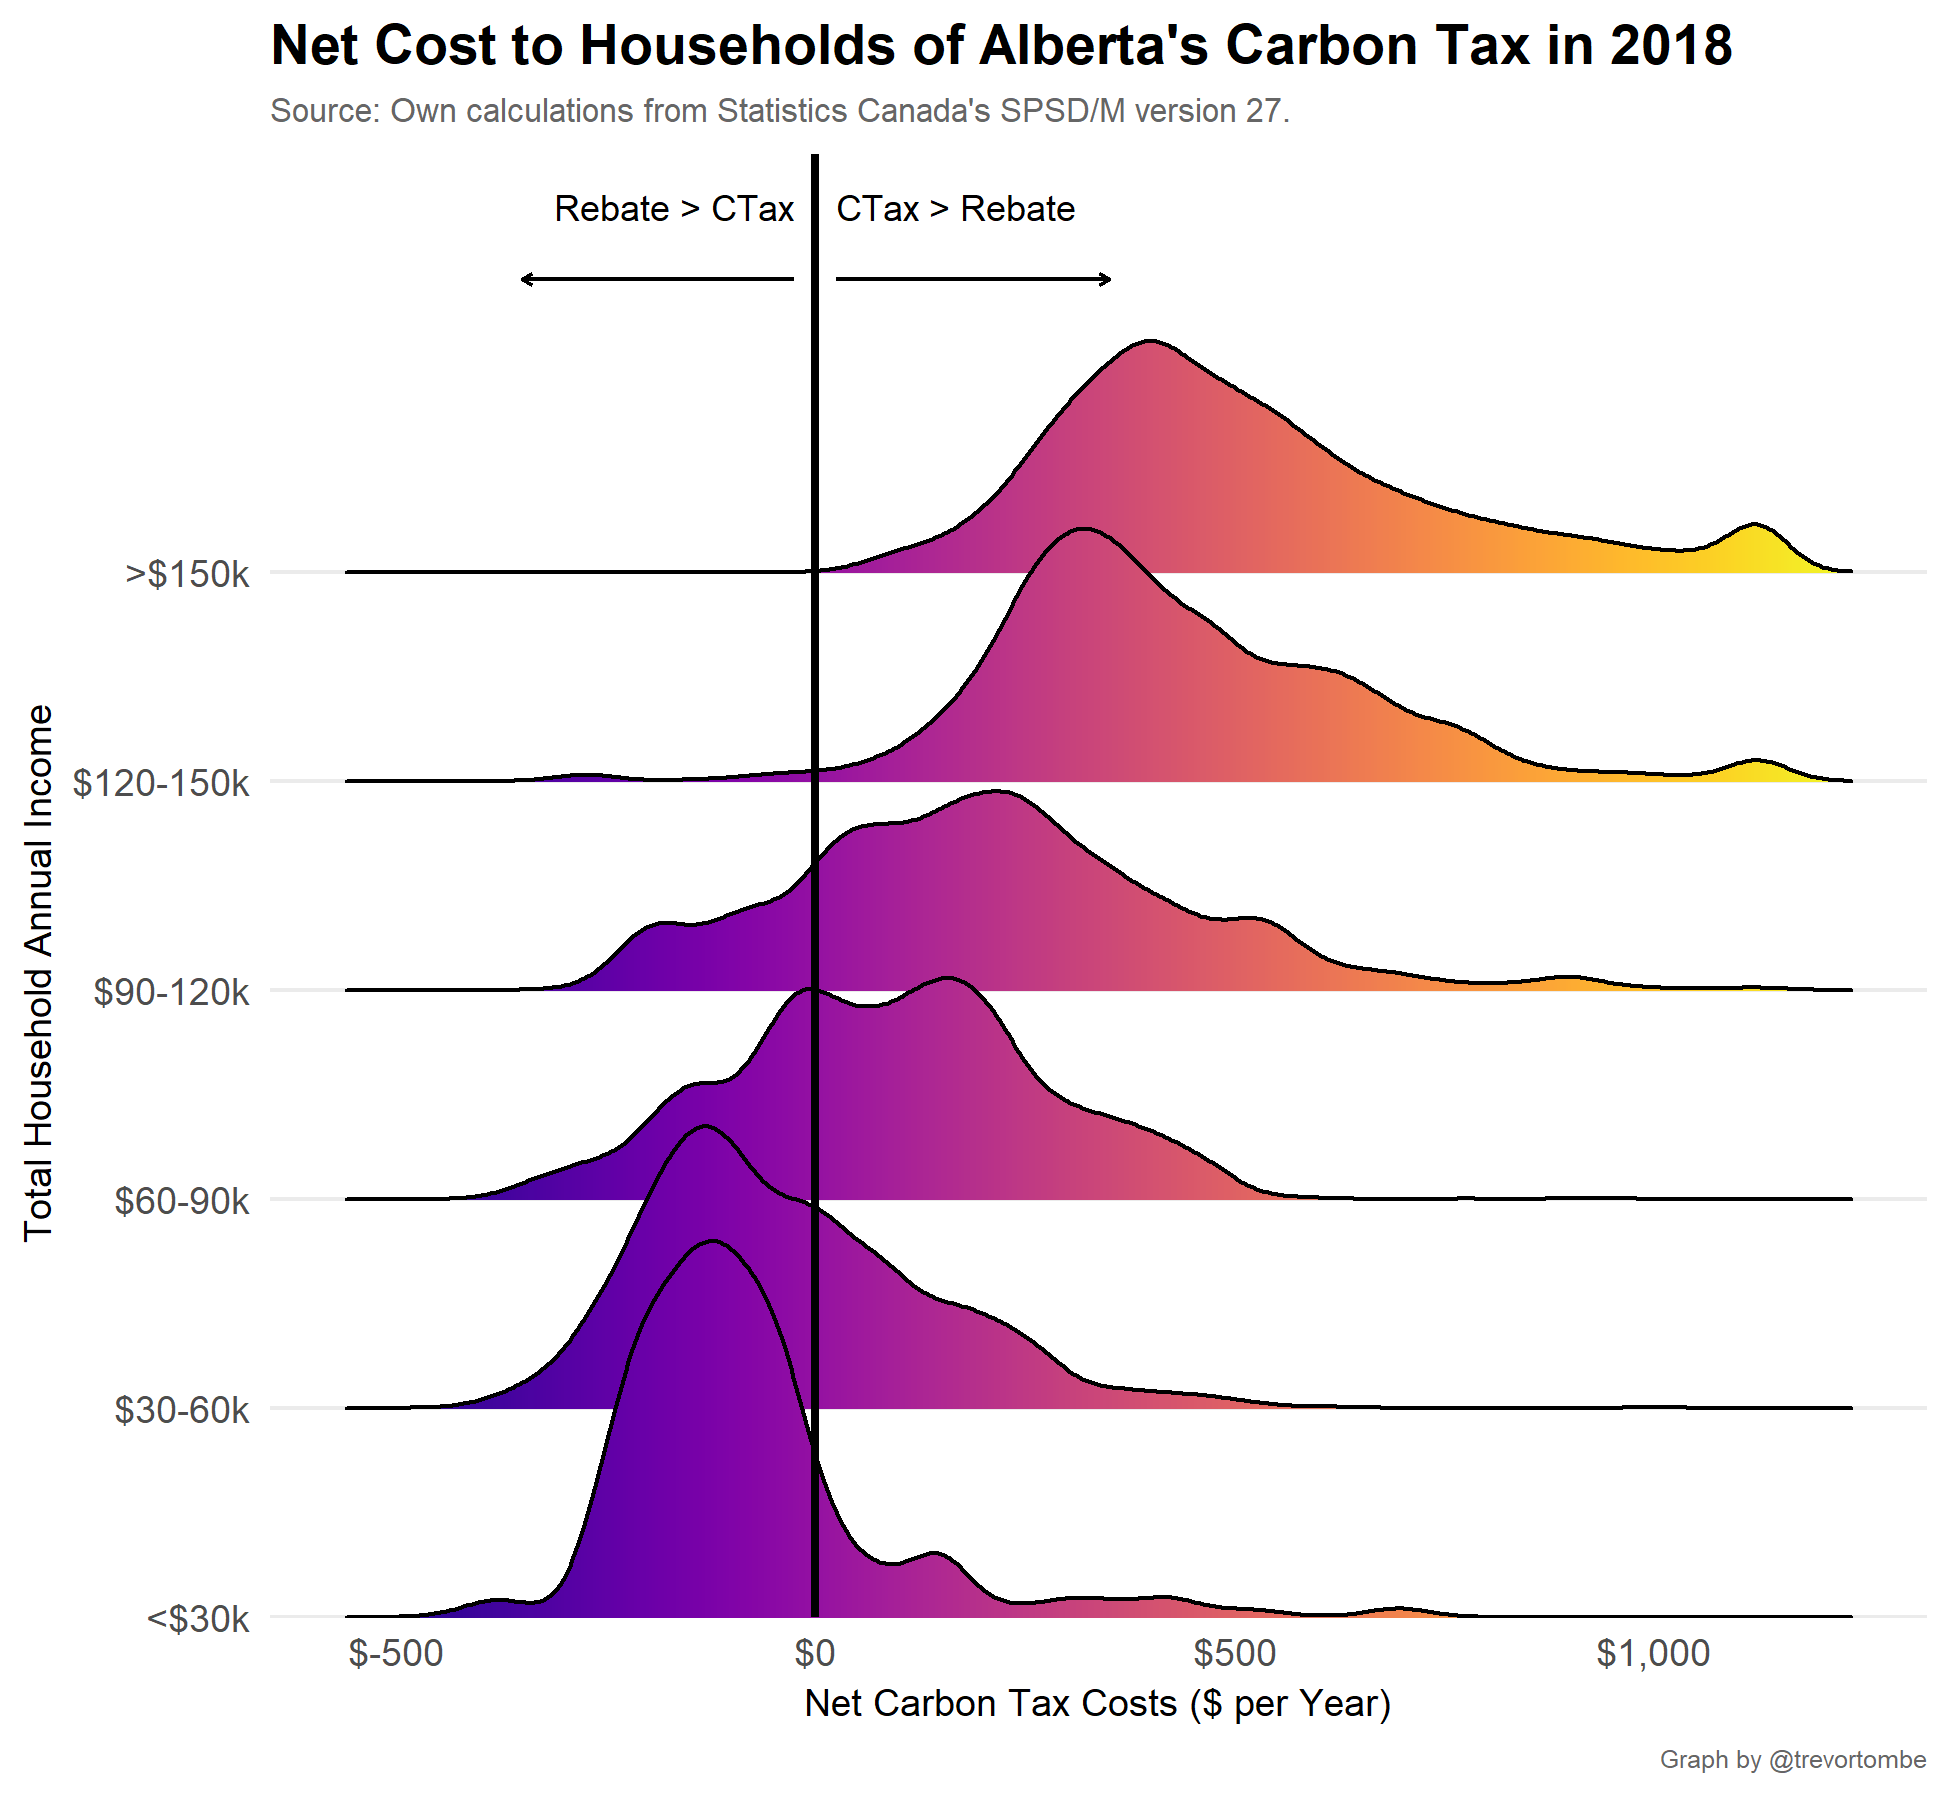 Net Cost to Households of Alberta's Carbon Tax in 2018
Source: Own calculations from Statistics Canada's SPSD/M version 27.
Rebate > CTax
CTax > Rebate
Total Household Annual Income
>$150k
$120-150k
$90-120k
$60-90k
$30-60k
<$30k
$-500
$0
$500
$1,000
Net Carbon Tax Costs ($ per Year)
Graph by @trevortombe